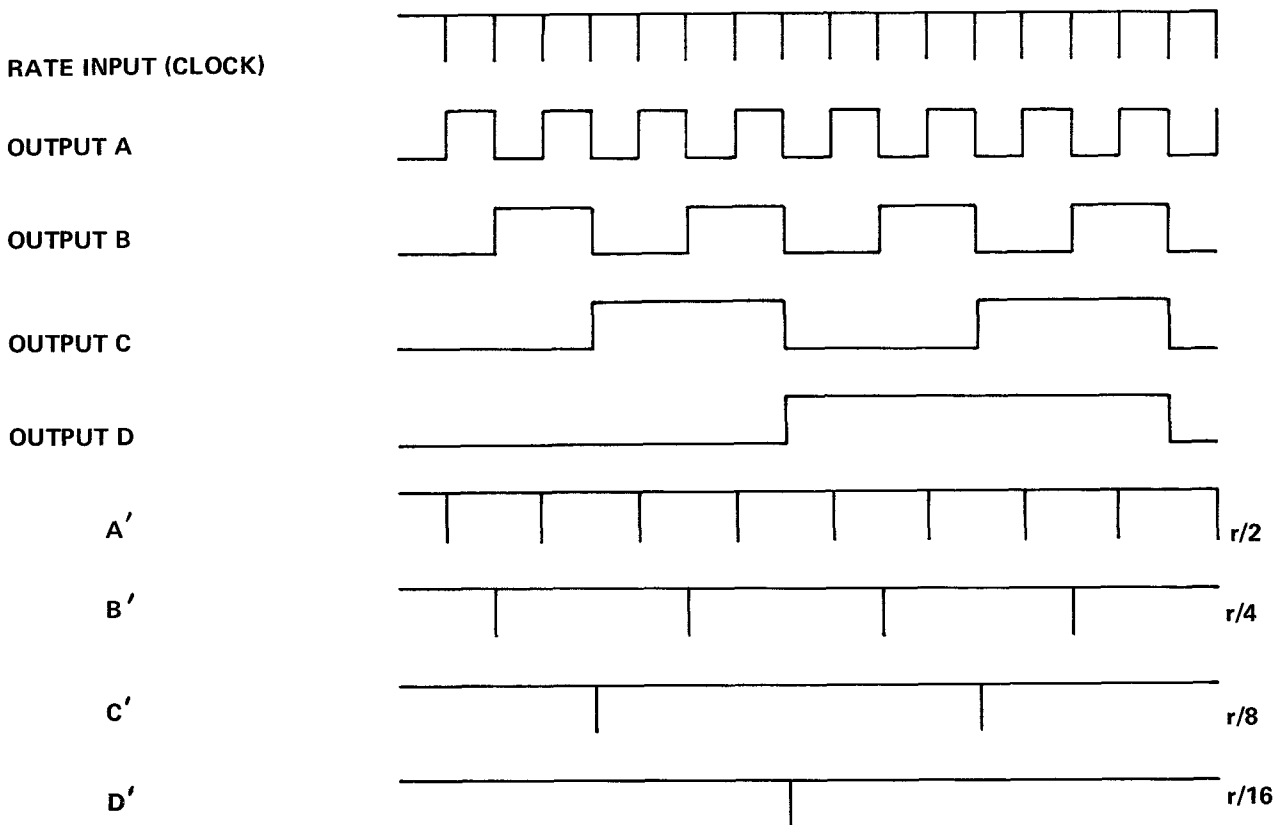 RATE INPUT (CLOCK)
OUTPUT A
OUTPUT B
OUTPUT C
OUTPUT D
A′ r/2
B′ r/4
C′ r/8
D′ r/16